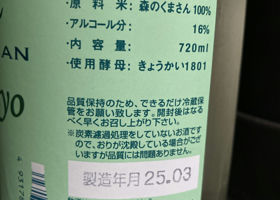 ・原料米：森のくまさん100%
・アルコール分：16%
・内容量：720ml
・使用酵母：きょうかい1801
AN
yo
品質保持のため、できるだけ冷蔵保
管をお願い致します。開封後はなる
べく早くお召し上がり下さい。
※炭素濾過処理をしていないお酒です
ので、おりが沈殿している場合がござ
いますが品質には問題ありません。
製造年月 25.03